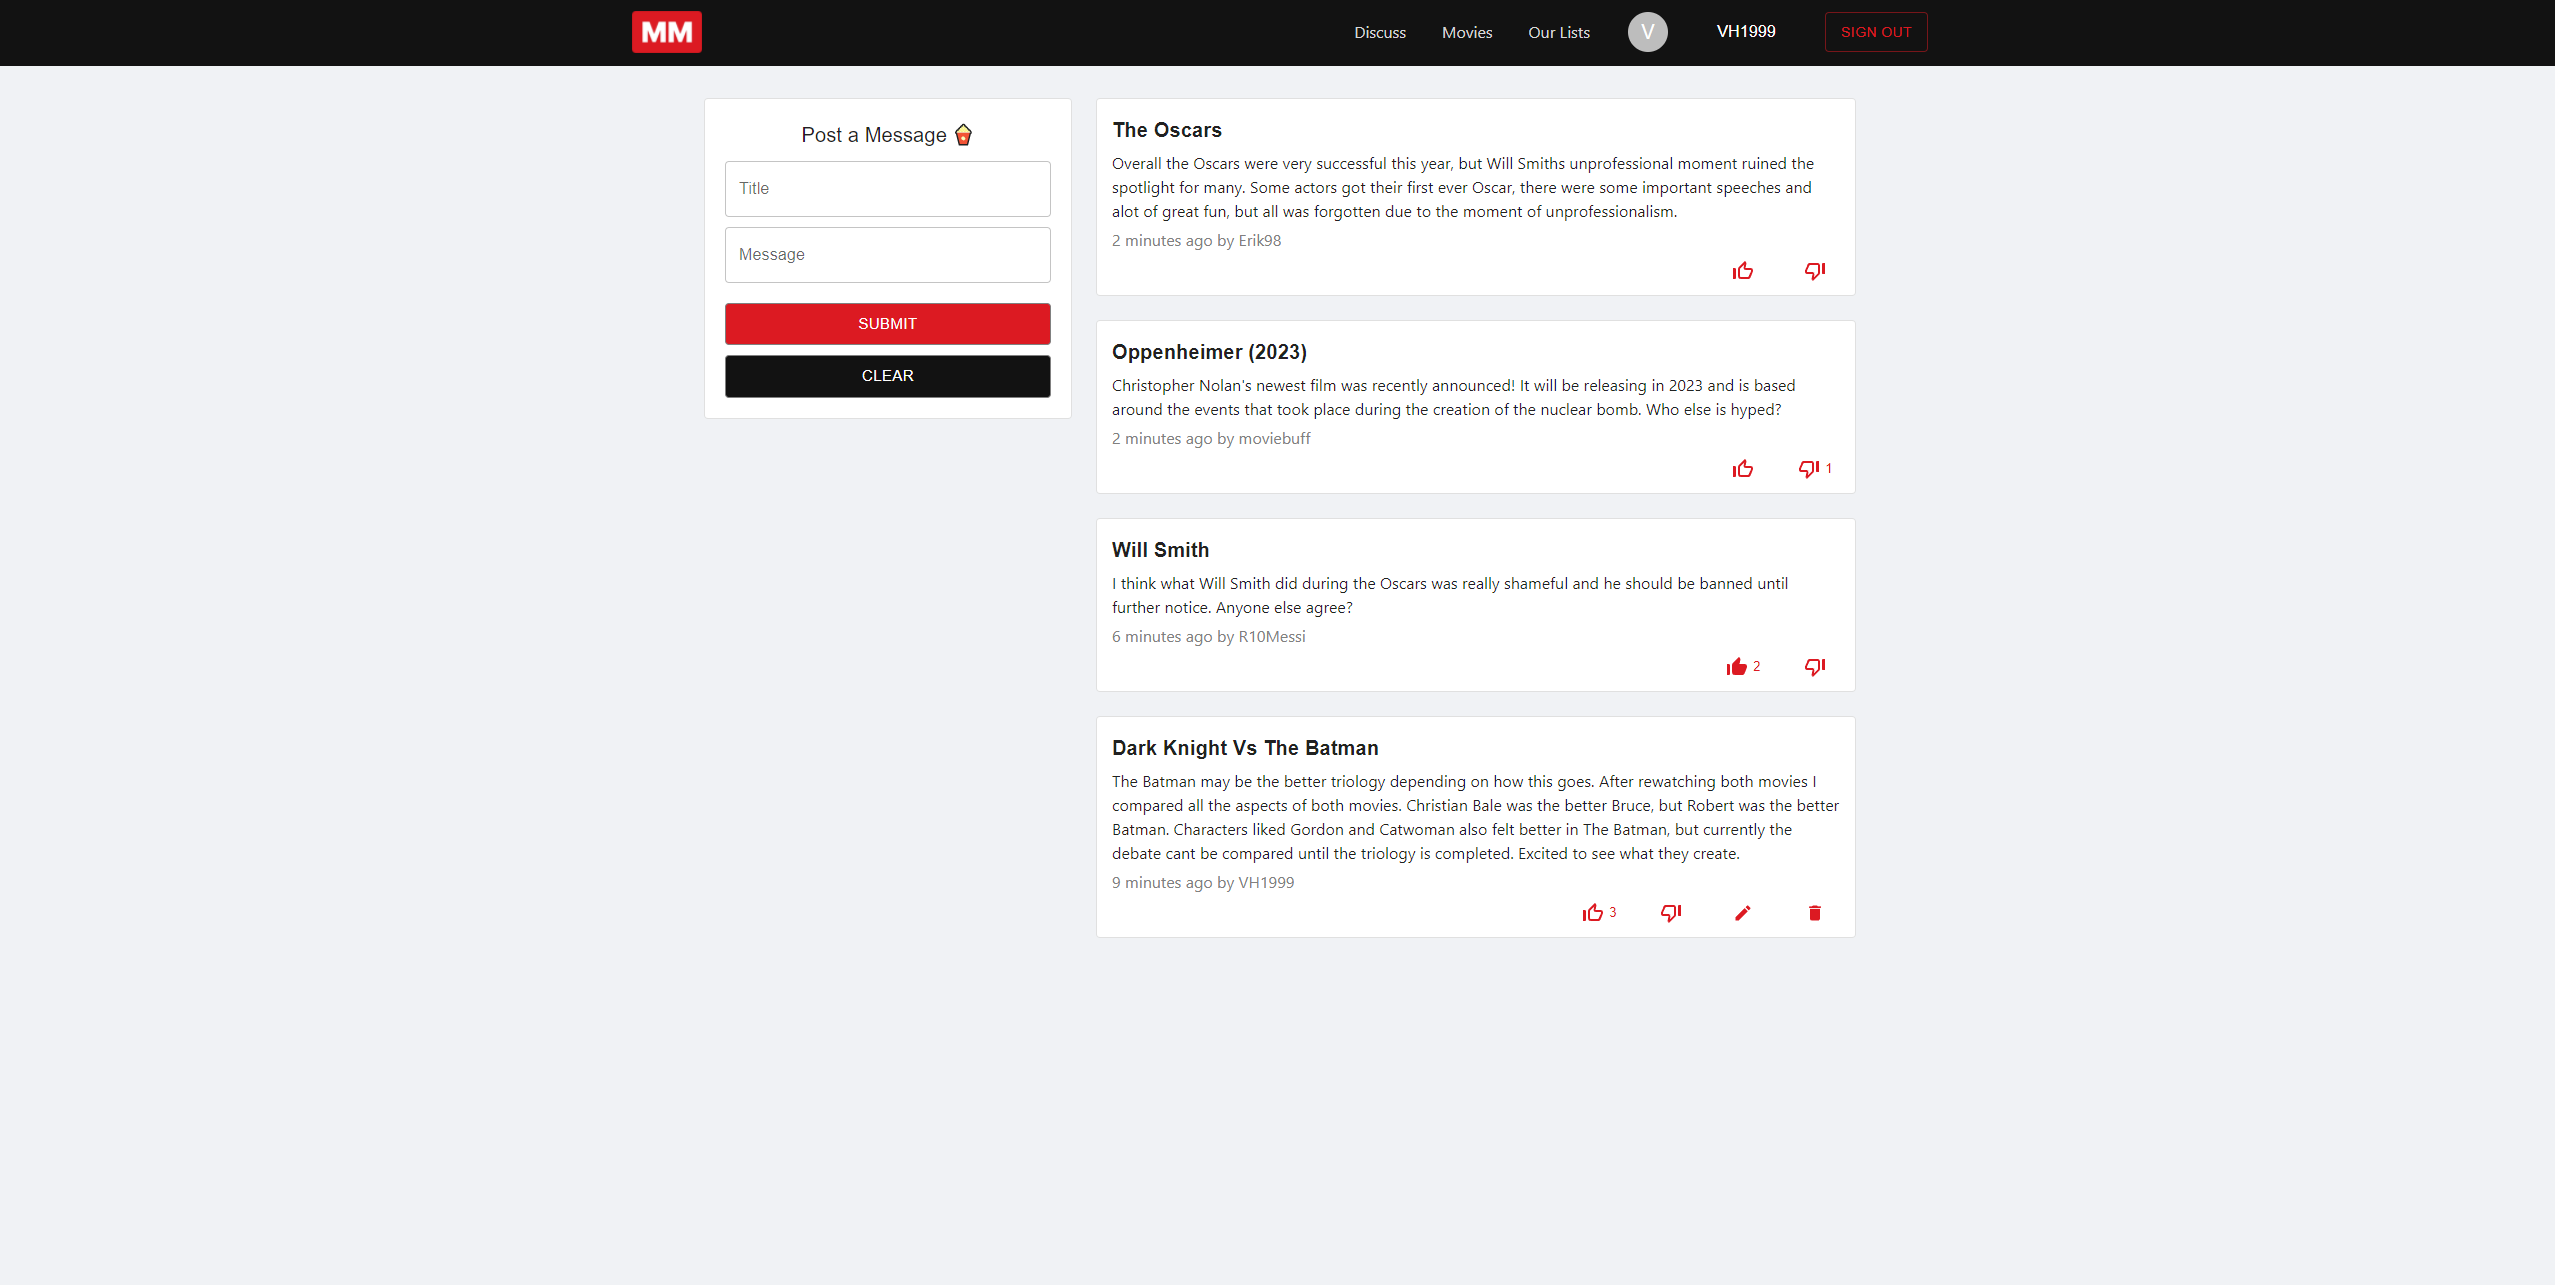 MM
Discuss
Movies
Our Lists
V
VH1999
SIGN OUT
Post a Message
Title
Message
SUBMIT
CLEAR
The Oscars
Overall the Oscars were very successful this year, but Will Smiths unprofessional moment ruined the
spotlight for many. Some actors got their first ever Oscar, there were some important speeches and
alot of great fun, but all was forgotten due to the moment of unprofessionalism.
2 minutes ago by Erik98
Oppenheimer (2023)
Christopher Nolan's newest film was recently announced! It will be releasing in 2023 and is based
around the events that took place during the creation of the nuclear bomb. Who else is hyped?
2 minutes ago by moviebuff
1
Will Smith
I think what Will Smith did during the Oscars was really shameful and he should be banned until
further notice. Anyone else agree?
6 minutes ago by R10Messi
2
Dark Knight Vs The Batman
The Batman may be the better triology depending on how this goes. After rewatching both movies I
compared all the aspects of both movies. Christian Bale was the better Bruce, but Robert was the better
Batman. Characters liked Gordon and Catwoman also felt better in The Batman, but currently the
debate cant be compared until the triology is completed. Excited to see what they create.
9 minutes ago by VH1999
3